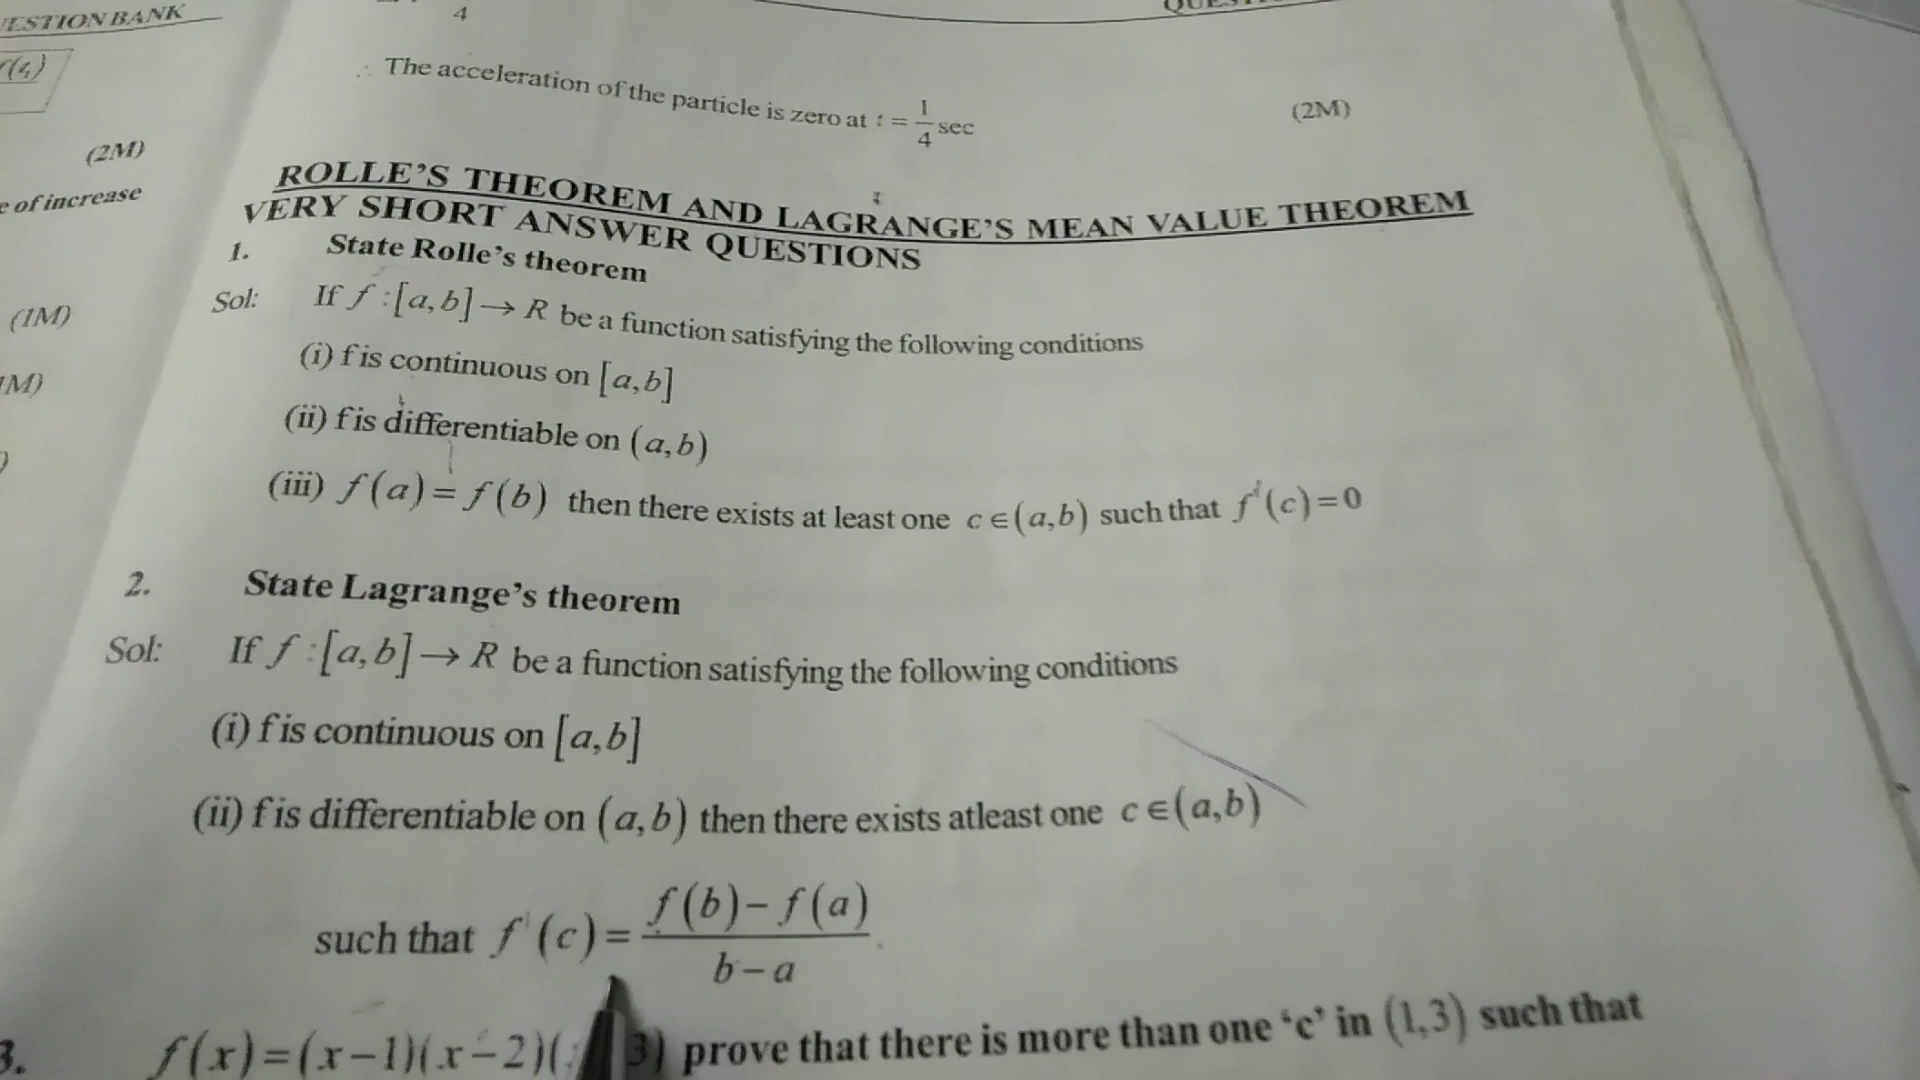 ESTION BANK
4
∴ The acceleration of the particle is zero at t = 1/4 sec (2M)
(2M)
e of increase
(1M)
M)
ROLLE'S THEOREM AND LAGRANGE'S MEAN VALUE THEOREM
VERY SHORT ANSWER QUESTIONS
1. State Rolle's theorem
Sol: If f :[a,b]→ R be a function satisfying the following conditions
(i) f is continuous on [a,b]
(ii) f is differentiable on (a,b)
(iii) f(a)= f(b) then there exists at least one c∈(a,b) such that f'(c)=0
2. State Lagrange's theorem
Sol: If f :[a,b]→ R be a function satisfying the following conditions
(i) f is continuous on [a,b]
(ii) f is differentiable on (a,b) then there exists atleast one c∈(a,b)
such that f'(c)= f(b)−f(a) / b−a
3. f(x)=(x−1)(x−2)( 3) prove that there is more than one 'c' in (1,3) such that